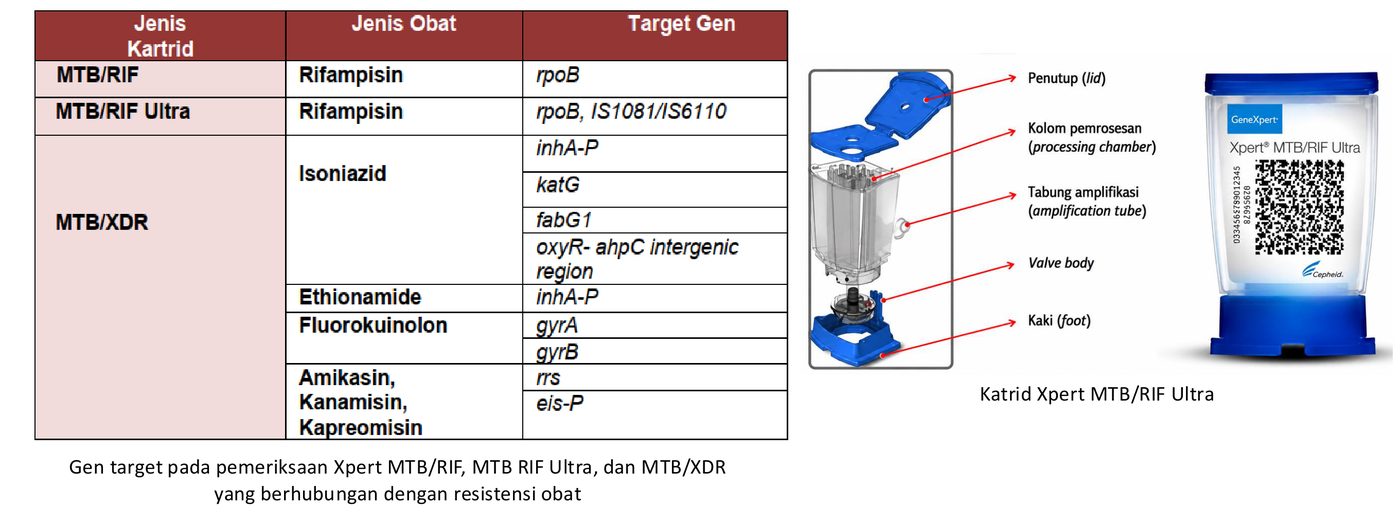 Jenis
Kartrid
Jenis Obat
Target Gen
MTB/RIF
Rifampisin
rpoB
MTB/RIF Ultra
Rifampisin
rpoB, IS1081/IS6110
MTB/XDR
Isoniazid
inhA-P
katG
fabG1
oxyR- ahpC intergenic
region
Ethionamide
inhA-P
Fluorokuinolon
gyrA
gyrB
Amikasin,
Kanamisin,
Kapreomisin
rrs
eis-P
Gen target pada pemeriksaan Xpert MTB/RIF, MTB RIF Ultra, dan MTB/XDR
yang berhubungan dengan resistensi obat
Penutup (lid)
Kolom pemrosesan
(processing chamber)
Tabung amplifikasi
(amplification tube)
Valve body
Kaki (foot)
GeneXpert®
Xpert® MTB/RIF Ultra
Cepheid.
Katrid Xpert MTB/RIF Ultra